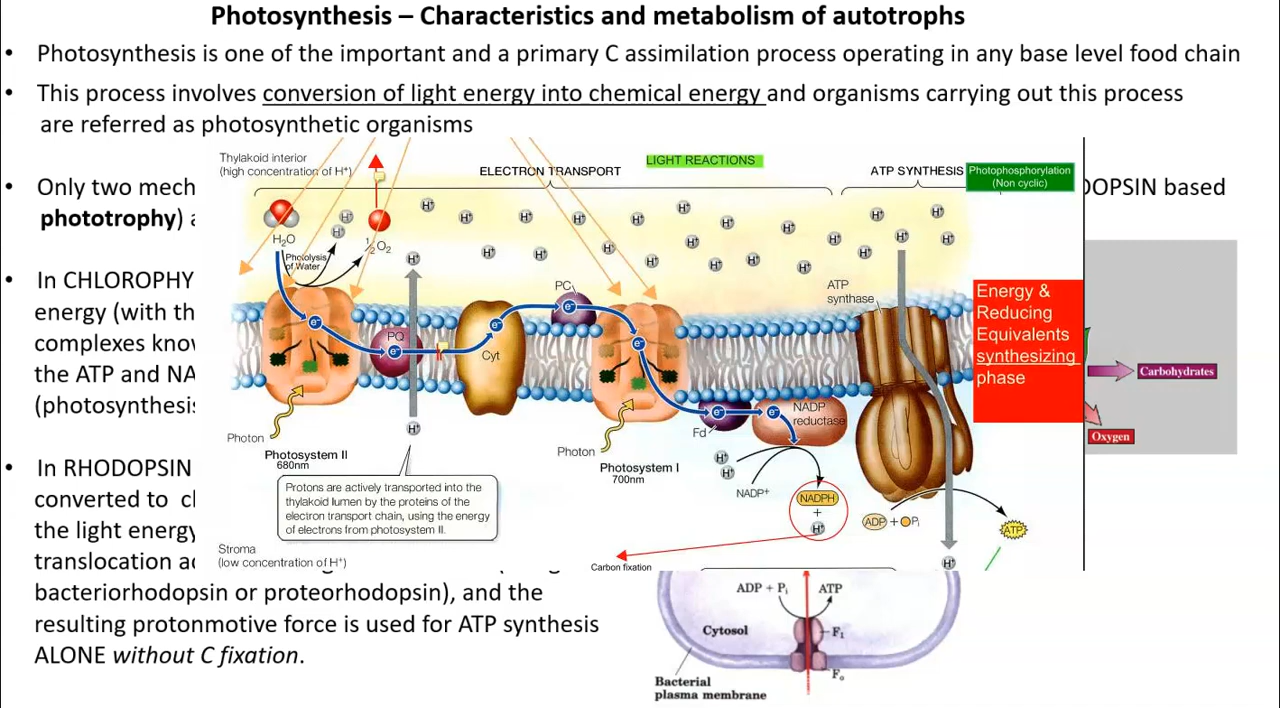 Photosynthesis – Characteristics and metabolism of autotrophs
• Photosynthesis is one of the important and a primary C assimilation process operating in any base level food chain
• This process involves conversion of light energy into chemical energy and organisms carrying out this process
are referred as photosynthetic organisms
• Only two mech
DOPSIN based
phototrophy)
• In CHLOROPHY
energy (with th
complexes know
the ATP and NA
(photosynthesis
• In RHODOPSIN
converted to
the light energy
translocation
bacteriorhodopsin or proteorhodopsin), and the
resulting protonmotive force is used for ATP synthesis
ALONE without C fixation.
Thylakoid interior
(high concentration of H⁺)
ELECTRON TRANSPORT
LIGHT REACTIONS
ATP SYNTHESIS
Photophosphorylation
(Non cyclic)
H⁺ H⁺ H⁺ H⁺ H⁺ H⁺ H⁺ H⁺ H⁺ H⁺
H⁺ H⁺ H⁺ H⁺ H⁺ H⁺ H⁺ H⁺ H⁺ H⁺
H⁺ H⁺ H⁺ H⁺
H₂O
Photolysis
of Water
½O₂
PC
ATP
synthase
e⁻ e⁻ e⁻ e⁻ e⁻
PQ
Cyt
Energy &
Reducing
Equivalents
synthesizing
phase
Carbohydrates
Oxygen
Photon
Photosystem II
680nm
H⁺
Photon
Photosystem I
700nm
Fd
e⁻ e⁻
NADP
reductase
H⁺
H⁺
NADP⁺
NADPH
+
H⁺
ADP + Pᵢ
ATP
H⁺
Protons are actively transported into the
thylakoid lumen by the proteins of the
electron transport chain, using the energy
of electrons from photosystem II.
Stroma
(low concentration of H⁺)
Carbon fixation
ADP + Pᵢ
ATP
Cytosol
F₁
F₀
Bacterial
plasma membrane